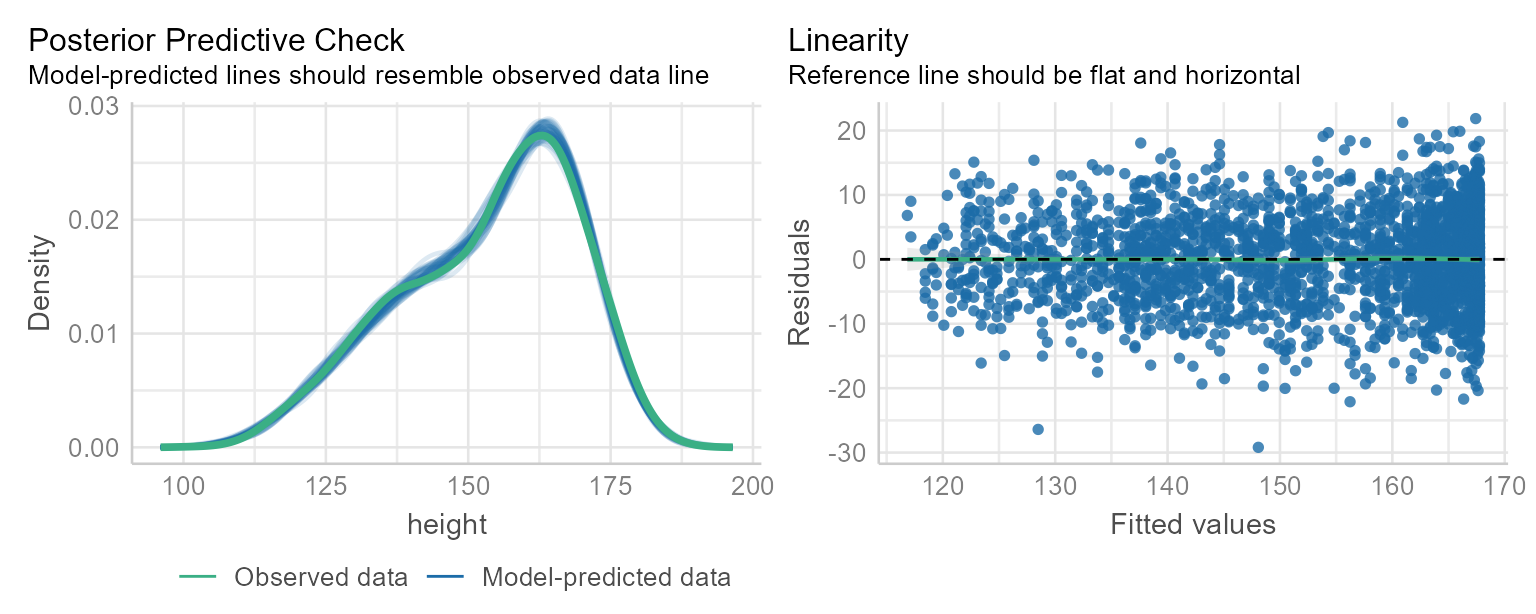 Posterior Predictive Check
Model-predicted lines should resemble observed data line
0.03
0.02
0.01
0.00
Density
100 125 150 175 200
height
Observed data Model-predicted data
Linearity
Reference line should be flat and horizontal
20
10
0
-10
-20
-30
Residuals
120 130 140 150 160 170
Fitted values